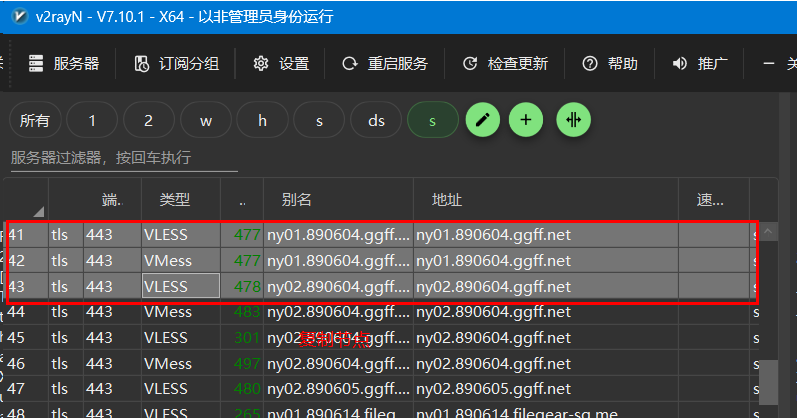 v2rayN - V7.10.1 - X64 - 以非管理员身份运行
服务器 订阅分组 设置 重启服务 检查更新 帮助 推广
所有 1 2 w h s ds s
服务器过滤器，按回车执行
端.. 类型 .. 别名 地址 速...
41 tls 443 VLESS 477 ny01.890604.ggff.... ny01.890604.ggff.net s
42 tls 443 VMess 477 ny01.890604.ggff.... ny01.890604.ggff.net s
43 tls 443 VLESS 478 ny02.890604.ggff.... ny02.890604.ggff.net s
44 tls 443 VMess 483 ny02.890604.ggff.... ny02.890604.ggff.net s
45 tls 443 VLESS 301 ny02.890604.ggff.... ny02.890604.ggff.net s
复制节点
46 tls 443 VMess 497 ny02.890604.ggff.... ny02.890604.ggff.net s
47 tls 443 VLESS 480 ny02.890605.ggff.... ny02.890605.ggff.net s
48 tls 443 VLESS 265 ny01.890614.fileg... ny01.890614.filegear-sg.me s